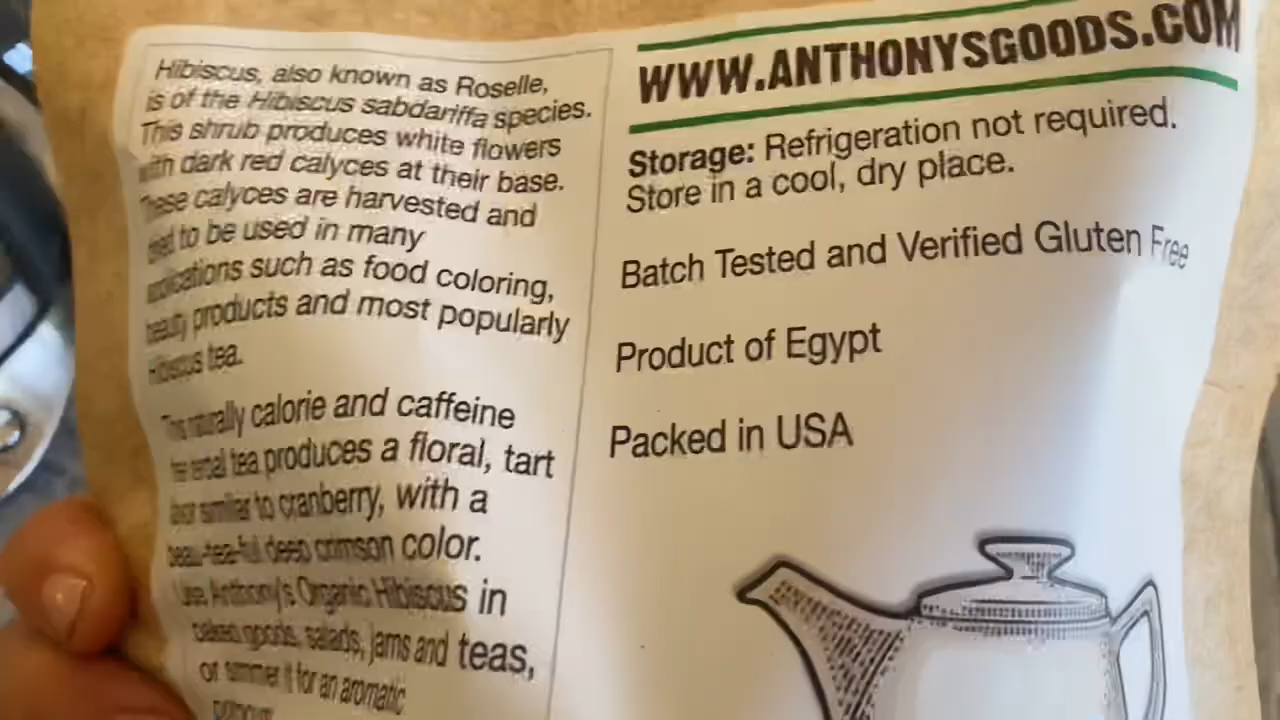 Hibiscus, also known as Roselle,
is of the Hibiscus sabdariffa species.
This shrub produces white flowers
with dark red calyces at their base.
These calyces are harvested and
dried to be used in many
applications such as food coloring,
beauty products and most popularly
Hibiscus tea.
This naturally calorie and caffeine
free herbal tea produces a floral, tart
flavor similar to cranberry, with a
beau-tea-ful deep crimson color.
Use Anthony's Organic Hibiscus in
baked goods, salads, jams and teas,
or simmer it for an aromatic
WWW.ANTHONYSGOODS.COM
Storage: Refrigeration not required.
Store in a cool, dry place.
Batch Tested and Verified Gluten Free
Product of Egypt
Packed in USA